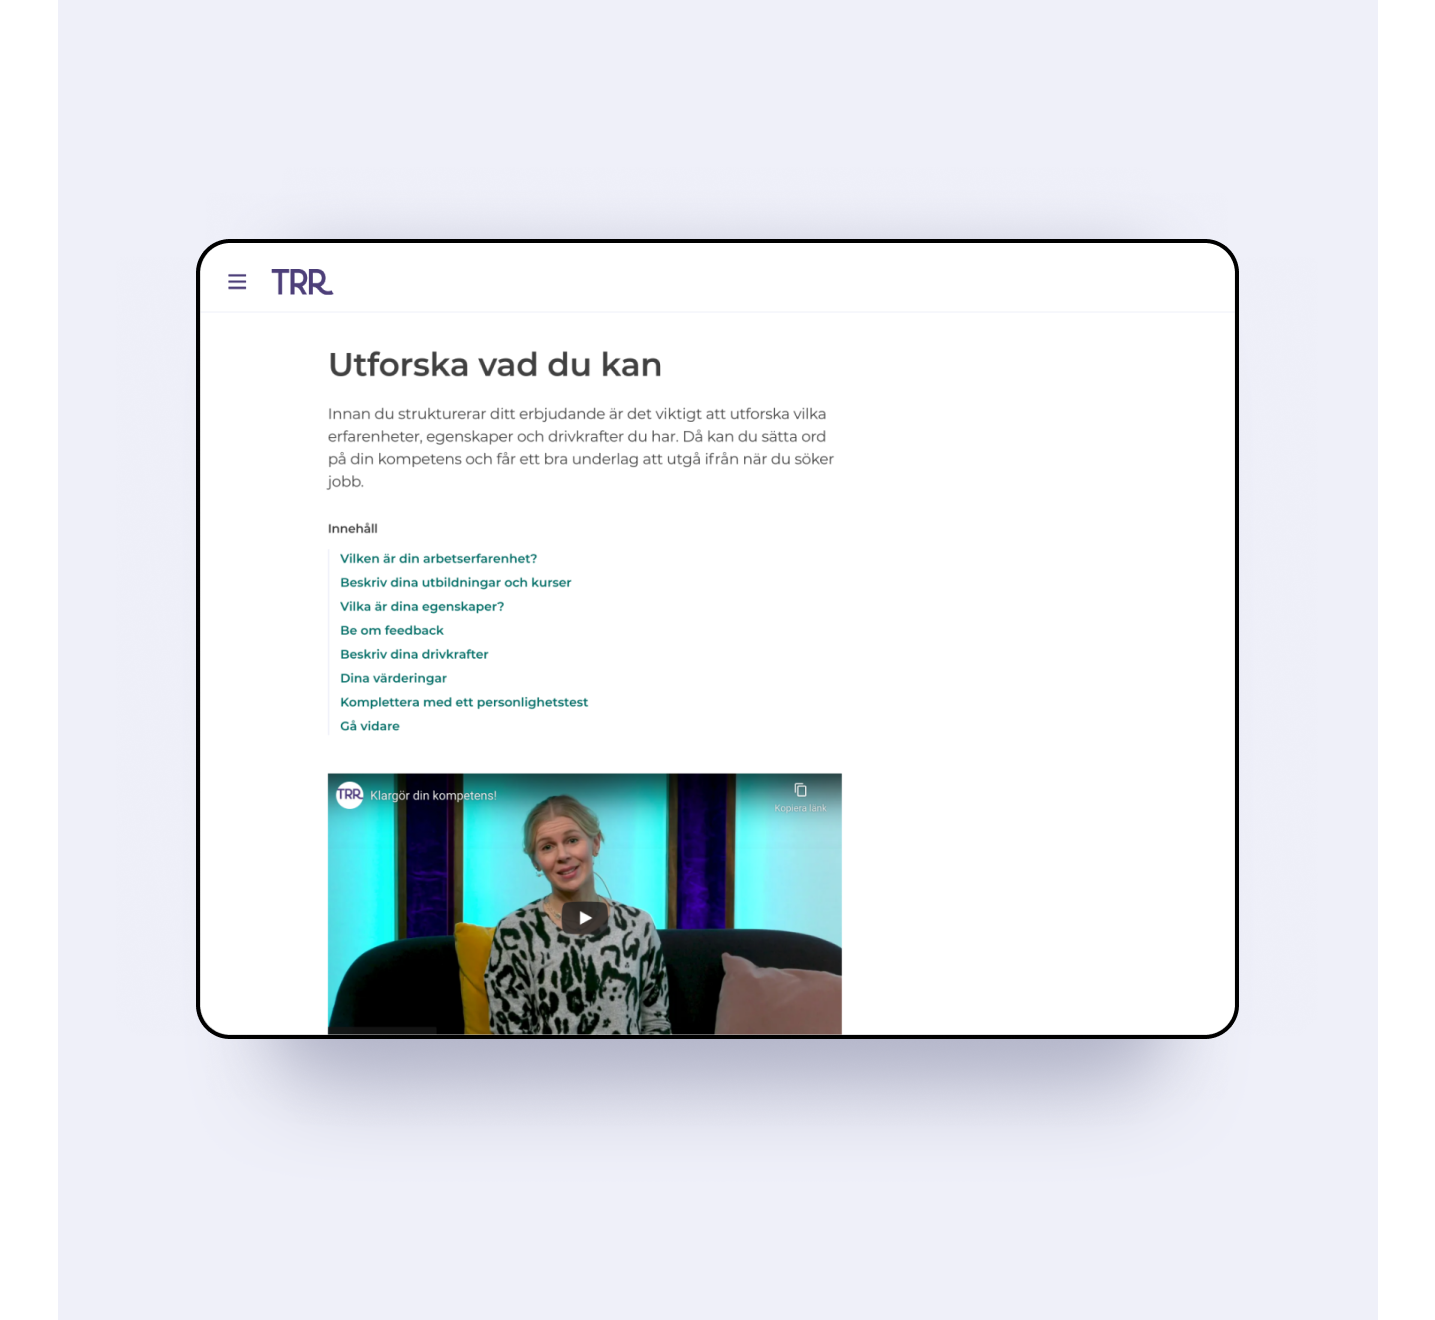 TRR
Utforska vad du kan
Innan du strukturerar ditt erbjudande är det viktigt att utforska vilka
erfarenheter, egenskaper och drivkrafter du har. Då kan du sätta ord
på din kompetens och får ett bra underlag att utgå ifrån när du söker
jobb.
Innehåll
Vilken är din arbetserfarenhet?
Beskriv dina utbildningar och kurser
Vilka är dina egenskaper?
Be om feedback
Beskriv dina drivkrafter
Dina värderingar
Komplettera med ett personlighetstest
Gå vidare
TRR Klargör din kompetens!
Kopiera länk